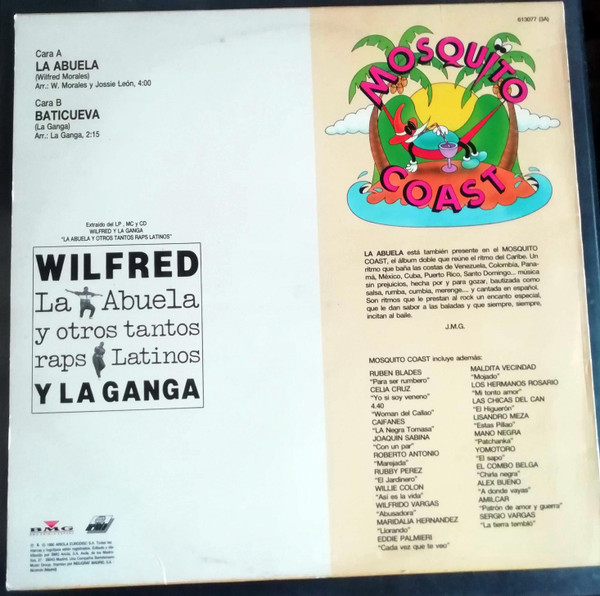 613077 (3A)
Cara A
LA ABUELA
(Wilfred Morales)
Arr.: W. Morales y Jossie León, 4:00
Cara B
BATICUEVA
(La Ganga)
Arr.: La Ganga, 2:15
Extraído del LP, MC y CD
WILFRED Y LA GANGA
"LA ABUELA Y OTROS TANTOS RAPS LATINOS"
WILFRED
La Abuela
y otros tantos
raps Latinos
Y LA GANGA
BMG
MOSQUITO
COAST
LA ABUELA está también presente en el MOSQUITO
COAST, el álbum doble que reúne el ritmo del Caribe. Un
ritmo que baña las costas de Venezuela, Colombia, Pana-
má, México, Cuba, Puerto Rico, Santo Domingo... música
sin prejuicios, hecha por y para gozar, bautizada como
salsa, rumba, cumbia, merenge... y cantada en español.
Son ritmos que le prestan al rock un encanto especial,
que le dan sabor a las baladas y que siempre, siempre,
incitan al baile.
J.M.G.
MOSQUITO COAST incluye además:
RUBEN BLADES
"Para ser rumbero"
CELIA CRUZ
"Yo si soy veneno"
4.40
"Woman del Callao"
CAIFANES
"LA Negra Tomasa"
JOAQUIN SABINA
"Con un par"
ROBERTO ANTONIO
"Marejada"
RUBBY PEREZ
"El Jardinero"
WILLIE COLON
"Así es la vida"
WILFRIDO VARGAS
"Abusadora"
MARIDALIA HERNANDEZ
"Llorando"
EDDIE PALMIERI
"Cada vez que te veo"
MALDITA VECINDAD
"Mojado"
LOS HERMANOS ROSARIO
"Mi tonto amor"
LAS CHICAS DEL CAN
"El Higuerón"
LISANDRO MEZA
"Estas Pillao"
MANO NEGRA
"Patchanka"
YOMOTORO
"El sapo"
EL COMBO BELGA
"Chirla negra"
ALEX BUENO
"A donde vayas"
AMILCAR
"Patrón de amor y guerra"
SERGIO VARGAS
"La tierra tembló"